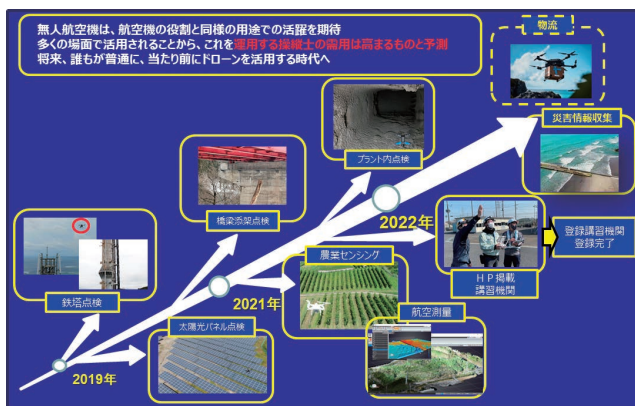 無人航空機は、航空機の役割と同様の用途での活躍を期待
多くの場面で活用されることから、これを運用する操縦士の需用は高まるものと予測
将来、誰もが普通に、当たり前にドローンを活用する時代へ
物流
災害情報収集
プラント内点検
橋梁添架点検
2022年
登録講習機関
登録完了
農業センシング
HP掲載
講習機関
鉄塔点検
2021年
航空測量
太陽光パネル点検
2019年